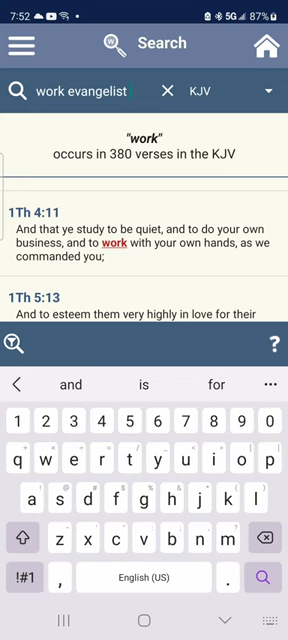 7:52 5G 87%
Search
work evangelist KJV
"work"
occurs in 380 verses in the KJV
1Th 4:11
And that ye study to be quiet, and to do your own
business, and to work with your own hands, as we
commanded you;
1Th 5:13
And to esteem them very highly in love for their
?
and is for
1 2 3 4 5 6 7 8 9 0
q w e r t y u i o p
a s d f g h j k l
z x c v b n m
!#1 , English (US) .